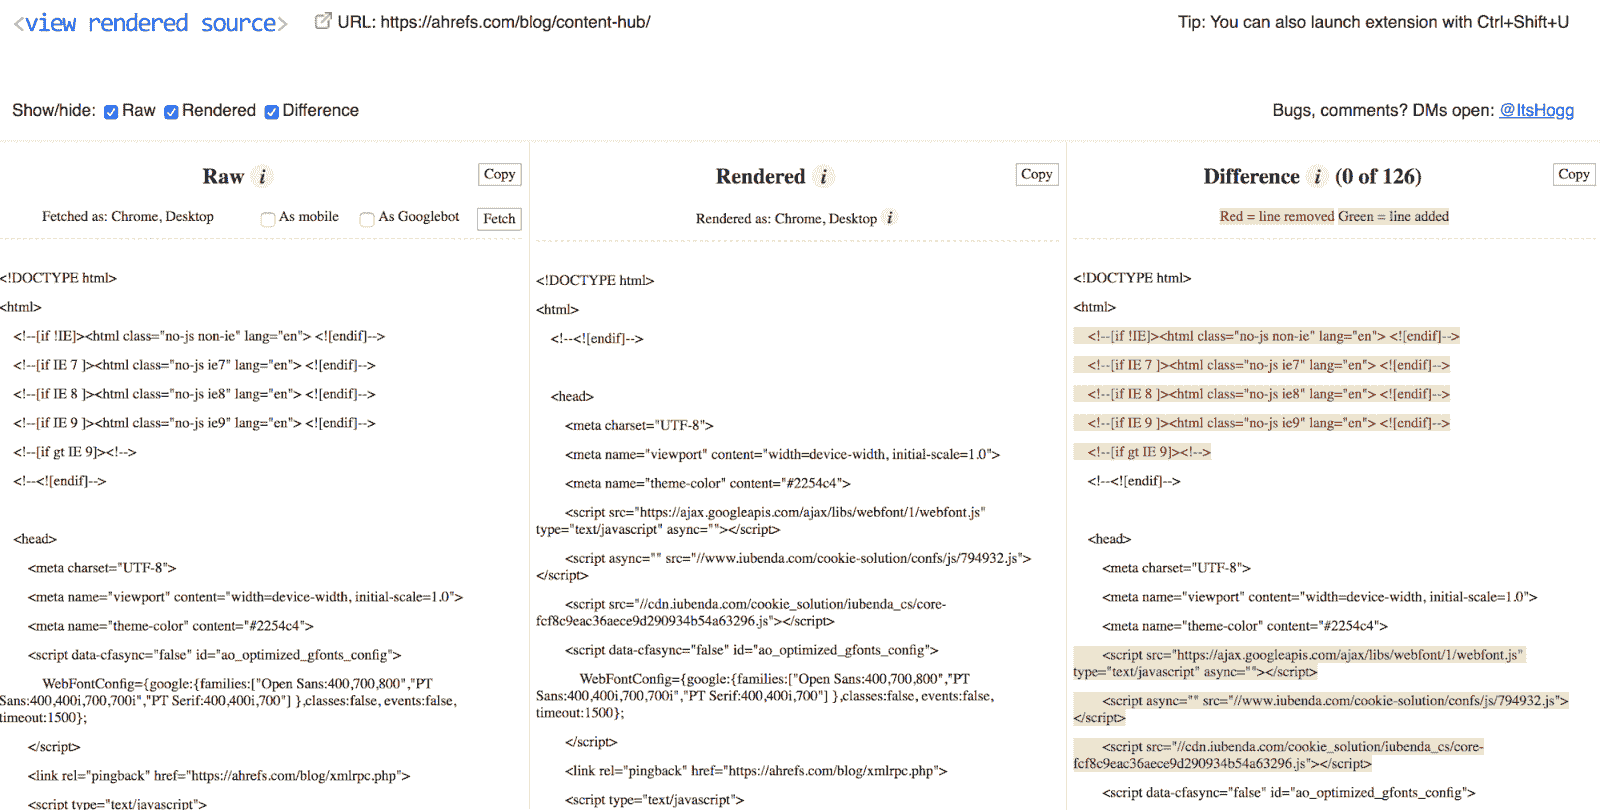 <view rendered source>
URL: https://ahrefs.com/blog/content-hub/
Tip: You can also launch extension with Ctrl+Shift+U
Show/hide: Raw Rendered Difference
Bugs, comments? DMs open: @ItsHogg
Raw i
Copy
Fetched as: Chrome, Desktop
As mobile
As Googlebot
Fetch
<!DOCTYPE html>
<html>
<!--[if !IE]><html class="no-js non-ie" lang="en"> <![endif]-->
<!--[if IE 7 ]><html class="no-js ie7" lang="en"> <![endif]-->
<!--[if IE 8 ]><html class="no-js ie8" lang="en"> <![endif]-->
<!--[if IE 9 ]><html class="no-js ie9" lang="en"> <![endif]-->
<!--[if gt IE 9]><!-->
<!--<![endif]-->
<head>
<meta charset="UTF-8">
<meta name="viewport" content="width=device-width, initial-scale=1.0">
<meta name="theme-color" content="#2254c4">
<script data-cfasync="false" id="ao_optimized_gfonts_config">
WebFontConfig={google:{families:["Open Sans:400,700,800","PT
Sans:400,400i,700,700i","PT Serif:400,400i,700"] },classes:false, events:false,
timeout:1500};
</script>
<link rel="pingback" href="https://ahrefs.com/blog/xmlrpc.php">
<script type="text/javascript">
Rendered i
Copy
Rendered as: Chrome, Desktop i
<!DOCTYPE html>
<html>
<!--<![endif]-->
<head>
<meta charset="UTF-8">
<meta name="viewport" content="width=device-width, initial-scale=1.0">
<meta name="theme-color" content="#2254c4">
<script src="https://ajax.googleapis.com/ajax/libs/webfont/1/webfont.js"
type="text/javascript" async=""></script>
<script async="" src="//www.iubenda.com/cookie-solution/confs/js/794932.js">
</script>
<script src="//cdn.iubenda.com/cookie_solution/iubenda_cs/core-
fcf8c9eac36aece9d290934b54a63296.js"></script>
<script data-cfasync="false" id="ao_optimized_gfonts_config">
WebFontConfig={google:{families:["Open Sans:400,700,800","PT
Sans:400,400i,700,700i","PT Serif:400,400i,700"] },classes:false, events:false,
timeout:1500};
</script>
<link rel="pingback" href="https://ahrefs.com/blog/xmlrpc.php">
<script type="text/javascript">
Difference i (0 of 126)
Copy
Red = line removed Green = line added
<!DOCTYPE html>
<html>
<!--[if !IE]><html class="no-js non-ie" lang="en"> <![endif]-->
<!--[if IE 7 ]><html class="no-js ie7" lang="en"> <![endif]-->
<!--[if IE 8 ]><html class="no-js ie8" lang="en"> <![endif]-->
<!--[if IE 9 ]><html class="no-js ie9" lang="en"> <![endif]-->
<!--[if gt IE 9]><!-->
<!--<![endif]-->
<head>
<meta charset="UTF-8">
<meta name="viewport" content="width=device-width, initial-scale=1.0">
<meta name="theme-color" content="#2254c4">
<script src="https://ajax.googleapis.com/ajax/libs/webfont/1/webfont.js"
type="text/javascript" async=""></script>
<script async="" src="//www.iubenda.com/cookie-solution/confs/js/794932.js">
</script>
<script src="//cdn.iubenda.com/cookie_solution/iubenda_cs/core-
fcf8c9eac36aece9d290934b54a63296.js"></script>
<script data-cfasync="false" id="ao_optimized_gfonts_config">